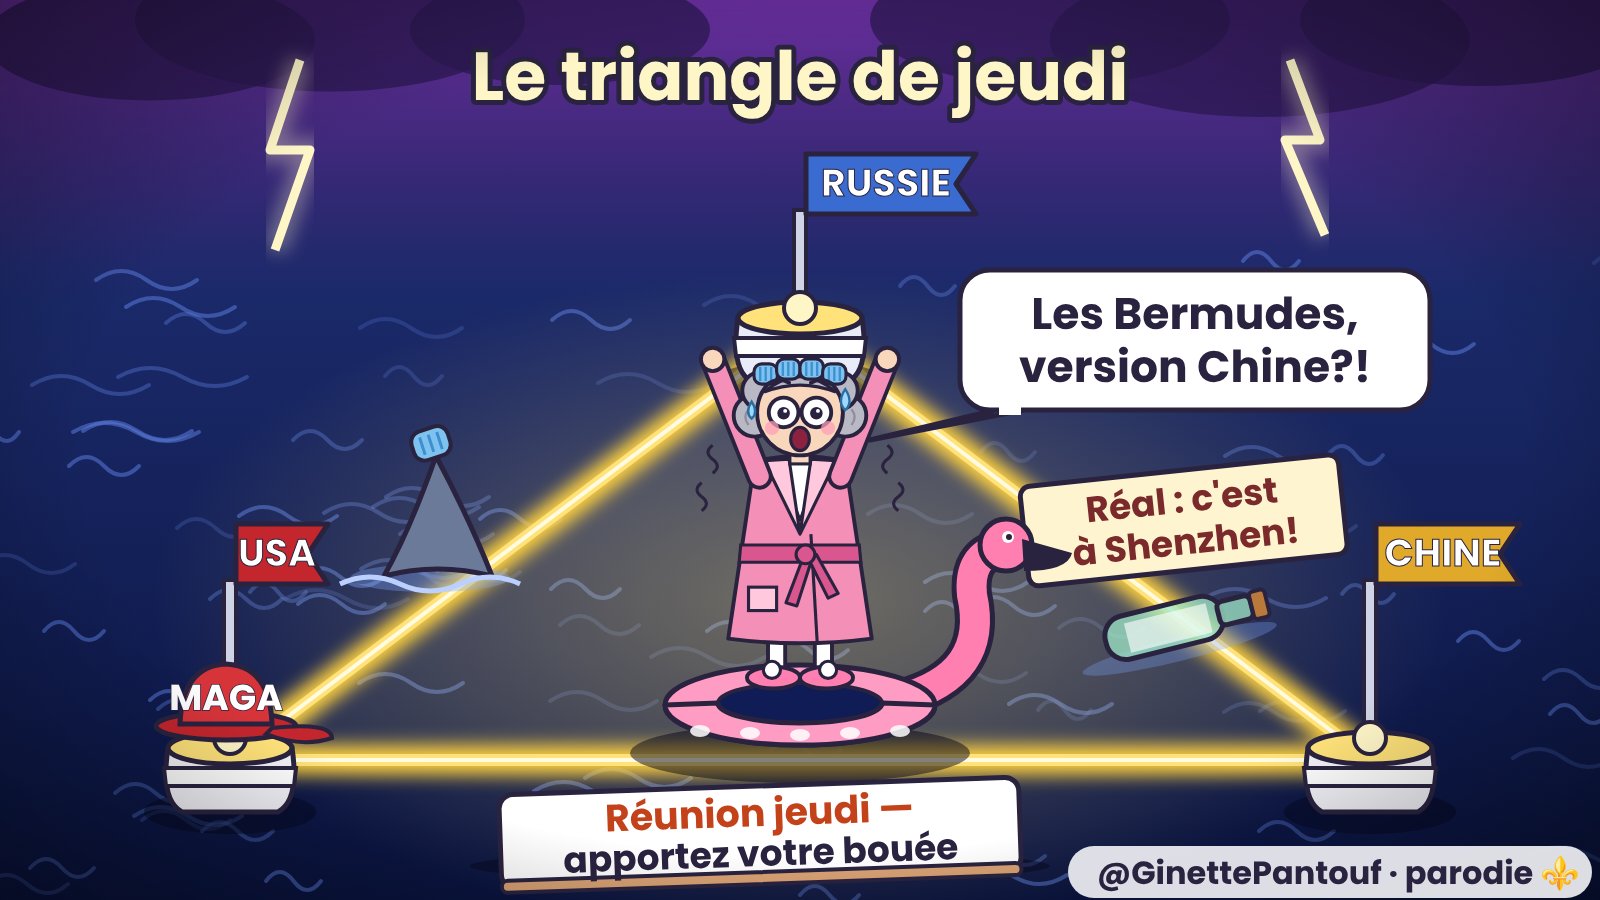 Le triangle de jeudi
RUSSIE
Les Bermudes,
version Chine?!
Réal : c'est
à Shenzhen!
USA
CHINE
MAGA
Réunion jeudi —
apportez votre bouée
@GinettePantouf · parodie ⚜️